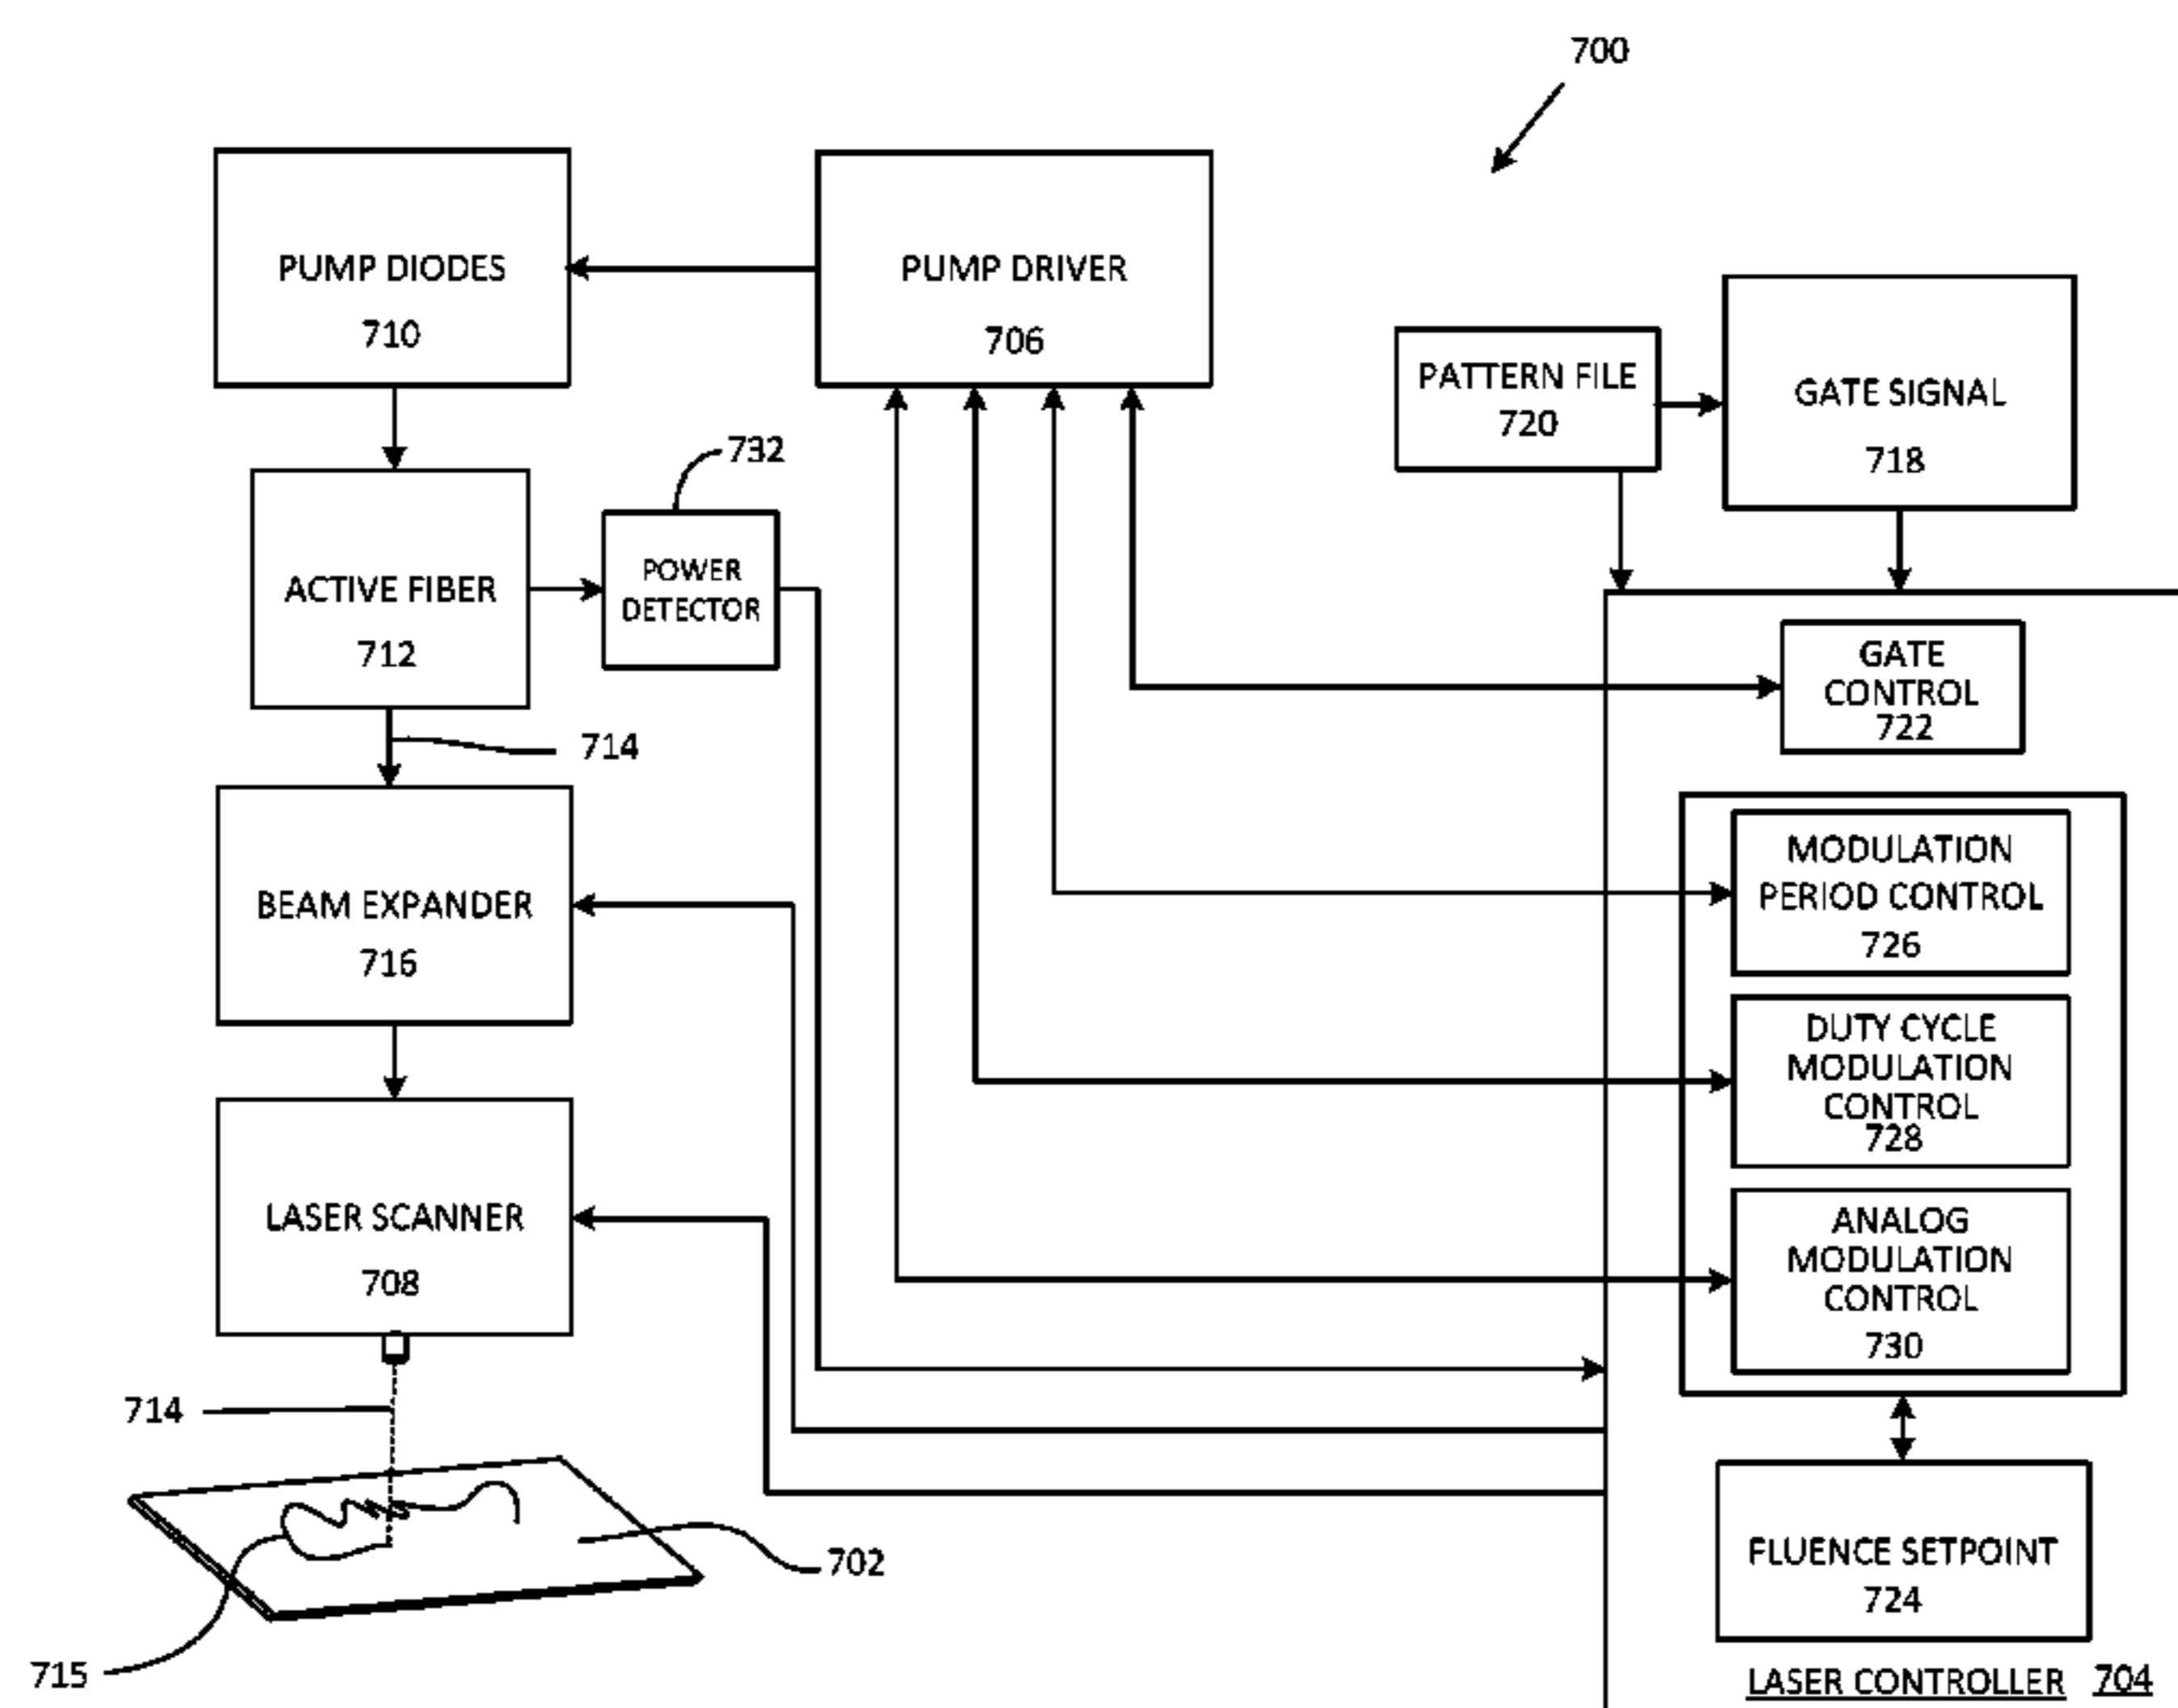 700
PUMP DIODES
710
PUMP DRIVER
706
PATTERN FILE
720
GATE SIGNAL
718
732
ACTIVE FIBER
712
POWER
DETECTOR
714
GATE
CONTROL
722
BEAM EXPANDER
716
MODULATION
PERIOD CONTROL
726
DUTY CYCLE
MODULATION
CONTROL
728
LASER SCANNER
708
ANALOG
MODULATION
CONTROL
730
714
702
715
FLUENCE SETPOINT
724
LASER CONTROLLER 704